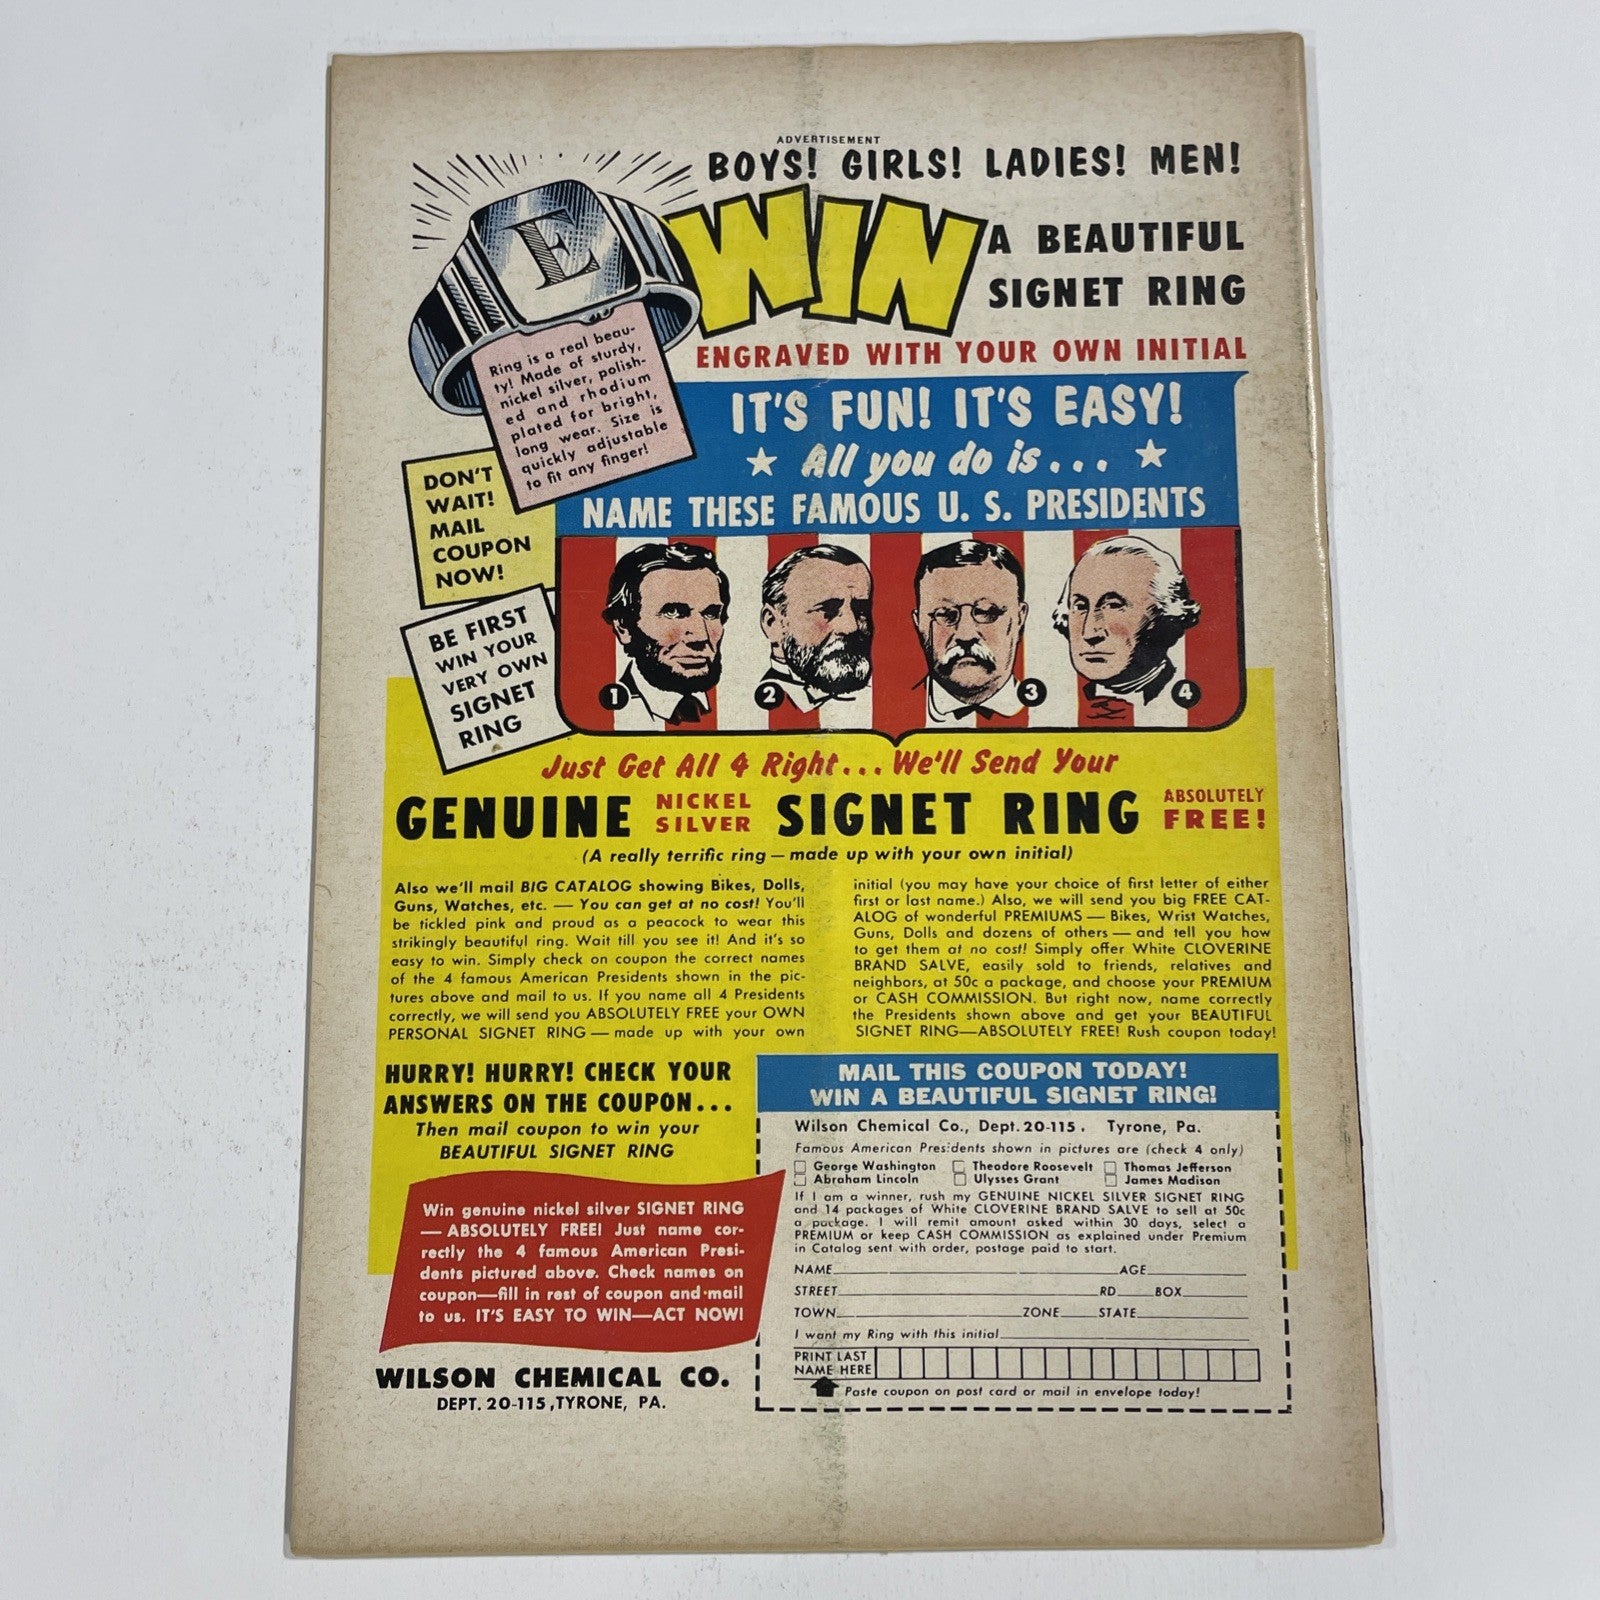 ADVERTISEMENT
BOYS! GIRLS! LADIES! MEN!
WIN
A BEAUTIFUL
SIGNET RING
ENGRAVED WITH YOUR OWN INITIAL
E
Ring is a real beau-
ty! Made of sturdy,
nickel silver, polish-
ed and rhodium
plated for bright,
long wear. Size is
quickly adjustable
to fit any finger!
IT'S FUN! IT'S EASY!
All you do is...
NAME THESE FAMOUS U. S. PRESIDENTS
DON'T
WAIT!
MAIL
COUPON
NOW!
BE FIRST
WIN YOUR
VERY OWN
SIGNET
RING
1
2
3
4
Just Get All 4 Right... We'll Send Your
GENUINE NICKEL SILVER SIGNET RING ABSOLUTELY FREE!
(A really terrific ring — made up with your own initial)
Also we'll mail BIG CATALOG showing Bikes, Dolls,
Guns, Watches, etc. — You can get at no cost! You'll
be tickled pink and proud as a peacock to wear this
strikingly beautiful ring. Wait till you see it! And it's so
easy to win. Simply check on coupon the correct names
of the 4 famous American Presidents shown in the pic-
tures above and mail to us. If you name all 4 Presidents
correctly, we will send you ABSOLUTELY FREE your OWN
PERSONAL SIGNET RING — made up with your own
initial (you may have your choice of first letter of either
first or last name.) Also, we will send you big FREE CAT-
ALOG of wonderful PREMIUMS — Bikes, Wrist Watches,
Guns, Dolls and dozens of others — and tell you how
to get them at no cost! Simply offer White CLOVERINE
BRAND SALVE, easily sold to friends, relatives and
neighbors, at 50c a package, and choose your PREMIUM
or CASH COMMISSION. But right now, name correctly
the Presidents shown above and get your BEAUTIFUL
SIGNET RING—ABSOLUTELY FREE! Rush coupon today!
HURRY! HURRY! CHECK YOUR
ANSWERS ON THE COUPON...
Then mail coupon to win your
BEAUTIFUL SIGNET RING
Win genuine nickel silver SIGNET RING
— ABSOLUTELY FREE! Just name cor-
rectly the 4 famous American Presi-
dents pictured above. Check names on
coupon—fill in rest of coupon and mail
to us. IT'S EASY TO WIN—ACT NOW!
WILSON CHEMICAL CO.
DEPT. 20-115, TYRONE, PA.
MAIL THIS COUPON TODAY!
WIN A BEAUTIFUL SIGNET RING!
Wilson Chemical Co., Dept. 20-115, Tyrone, Pa.
Famous American Presidents shown in pictures are (check 4 only)
George Washington Theodore Roosevelt Thomas Jefferson
Abraham Lincoln Ulysses Grant James Madison
If I am a winner, rush my GENUINE NICKEL SILVER SIGNET RING
and 14 packages of White CLOVERINE BRAND SALVE to sell at 50c
a package. I will remit amount asked within 30 days, select a
PREMIUM or keep CASH COMMISSION as explained under Premium
in Catalog sent with order, postage paid to start.
NAME AGE
STREET RD BOX
TOWN ZONE STATE
I want my Ring with this initial
PRINT LAST
NAME HERE
Paste coupon on post card or mail in envelope today!